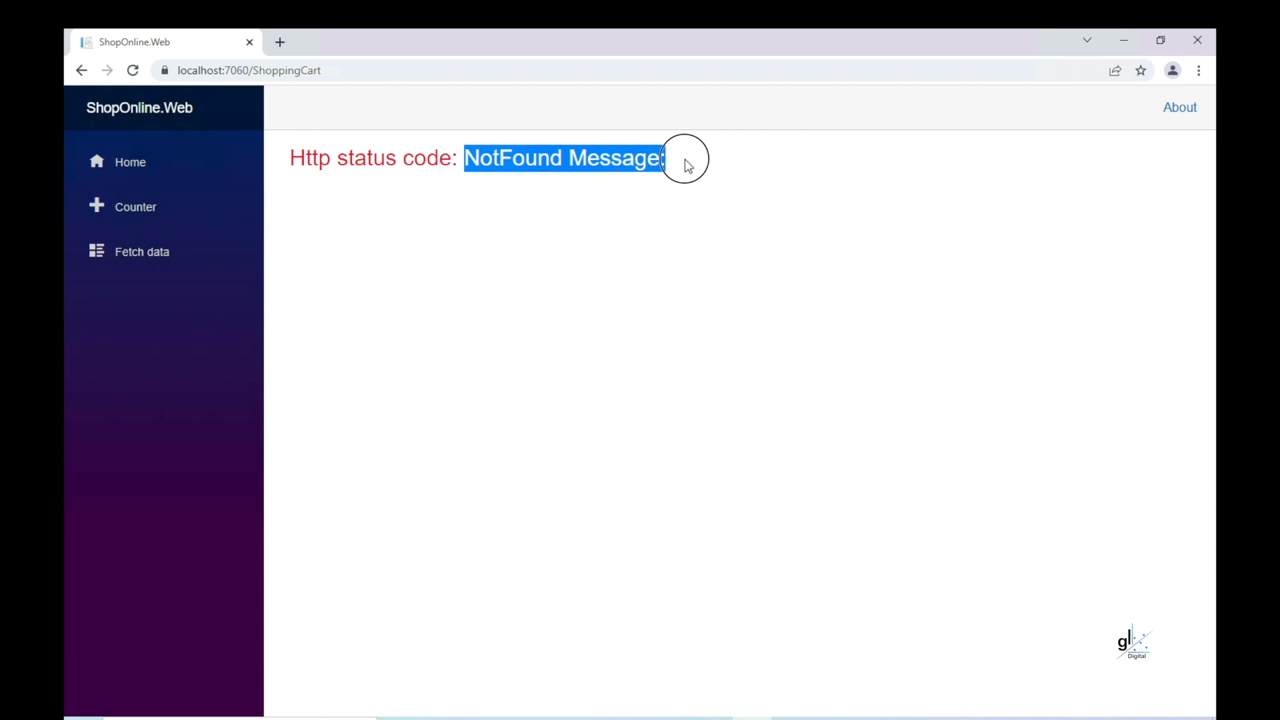 ShopOnline.Web
localhost:7060/ShoppingCart
ShopOnline.Web
About
Http status code: NotFound Message:
Home
Counter
Fetch data
gl
Digital